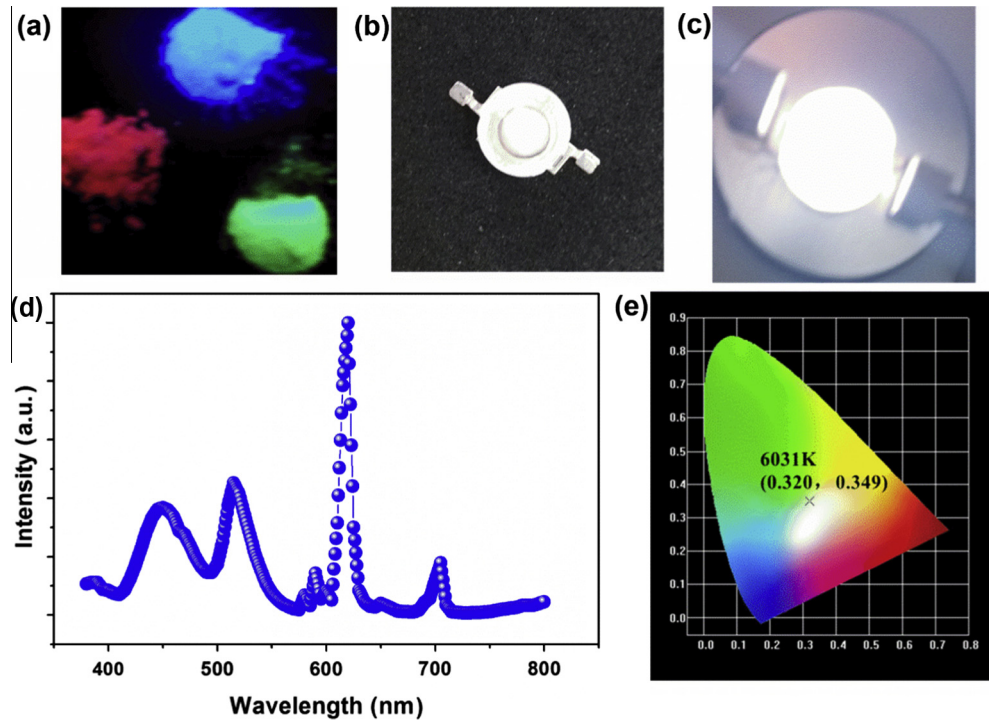 (a)
(b)
(c)
(d)
Intensity (a.u.)
400 500 600 700 800
Wavelength (nm)
(e)
0.9
0.8
0.7
0.6
0.5
0.4
0.3
0.2
0.1
0.0
6031K
(0.320, 0.349)
0.0 0.1 0.2 0.3 0.4 0.5 0.6 0.7 0.8